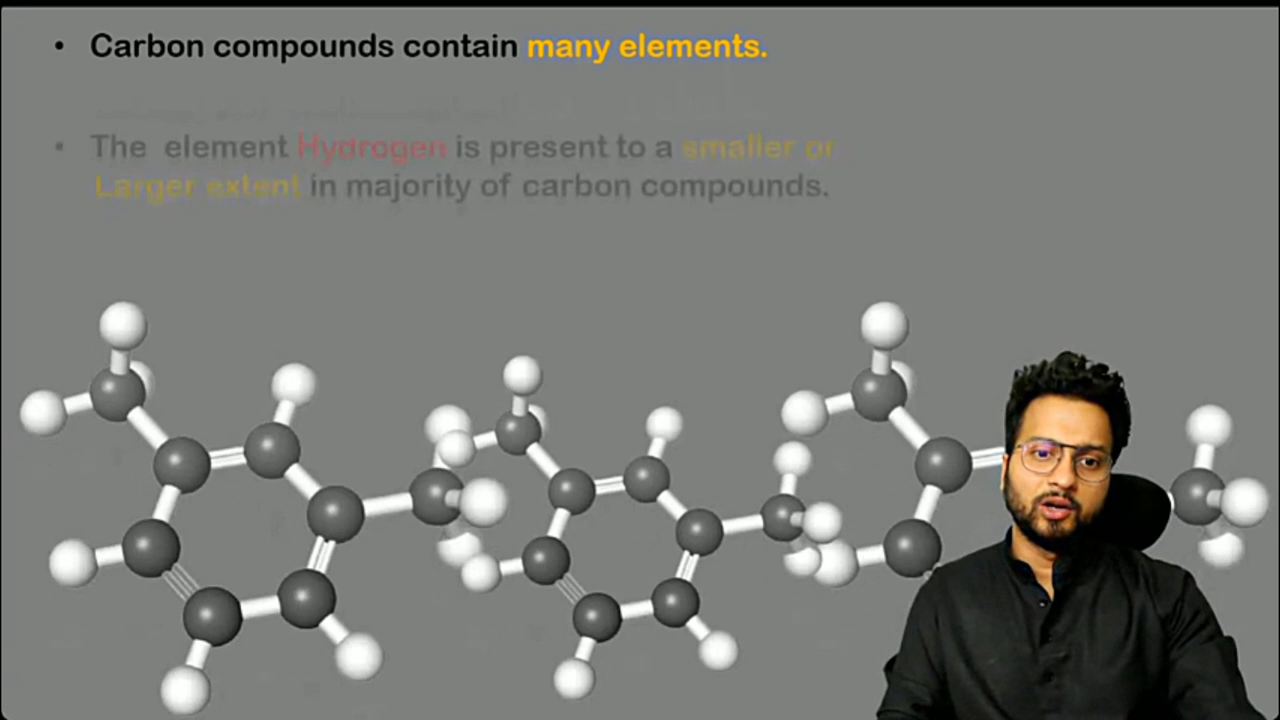 • Carbon compounds contain many elements.
• The element Hydrogen is present to a smaller or
Larger extent in majority of carbon compounds.